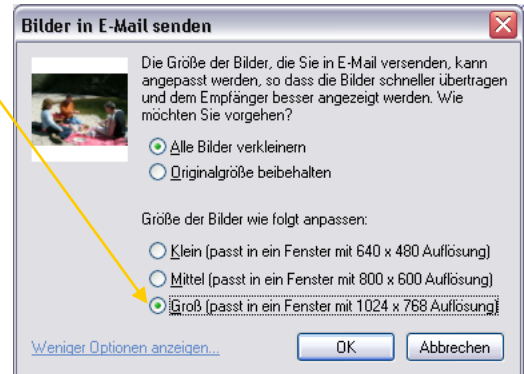 Bilder in E-Mail senden
Die Größe der Bilder, die Sie in E-Mail versenden, kann
angepasst werden, so dass die Bilder schneller übertragen
und dem Empfänger besser angezeigt werden. Wie
möchten Sie vorgehen?
Alle Bilder verkleinern
Originalgröße beibehalten
Größe der Bilder wie folgt anpassen:
Klein (passt in ein Fenster mit 640 x 480 Auflösung)
Mittel (passt in ein Fenster mit 800 x 600 Auflösung)
Groß (passt in ein Fenster mit 1024 x 768 Auflösung)
Weniger Optionen anzeigen...
OK
Abbrechen